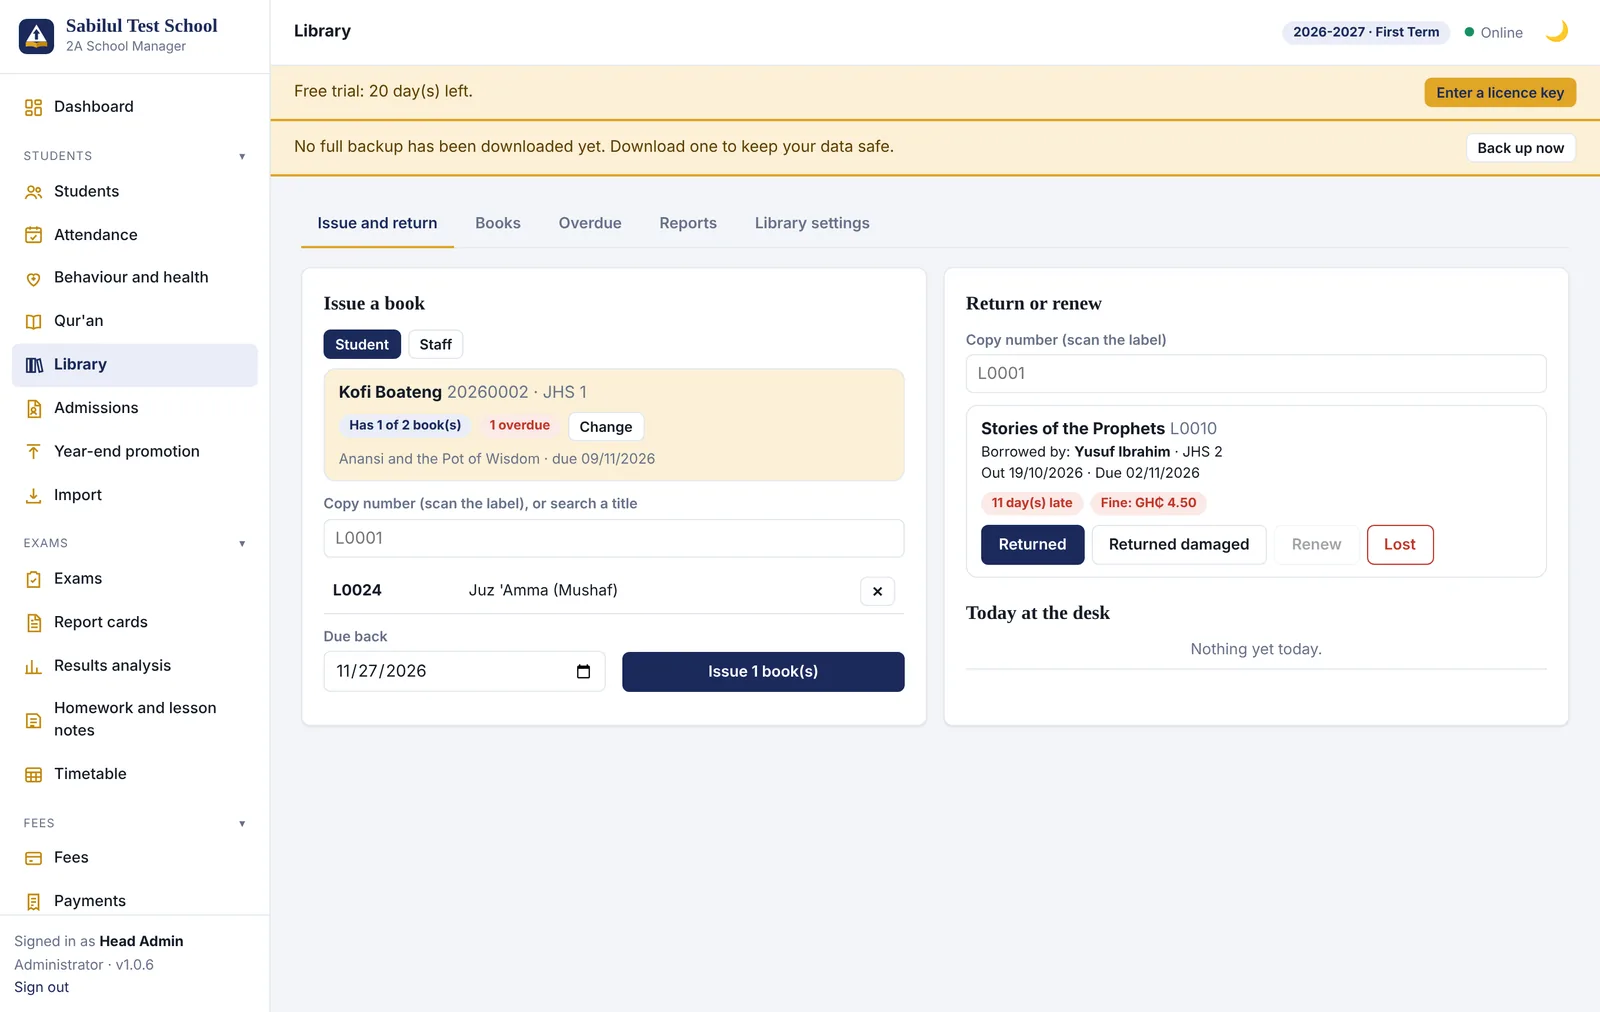 Sabilul Test School
2A School Manager
Dashboard
STUDENTS
Students
Attendance
Behaviour and health
Qur'an
Library
Admissions
Year-end promotion
Import
EXAMS
Exams
Report cards
Results analysis
Homework and lesson
notes
Timetable
FEES
Fees
Payments
Signed in as Head Admin
Administrator · v1.0.6
Sign out
Library
2026-2027 · First Term
Online
Free trial: 20 day(s) left.
Enter a licence key
No full backup has been downloaded yet. Download one to keep your data safe.
Back up now
Issue and return
Books
Overdue
Reports
Library settings
Issue a book
Student
Staff
Kofi Boateng 20260002 · JHS 1
Has 1 of 2 book(s)
1 overdue
Change
Anansi and the Pot of Wisdom · due 09/11/2026
Copy number (scan the label), or search a title
L0001
L0024
Juz 'Amma (Mushaf)
×
Due back
11/27/2026
Issue 1 book(s)
Return or renew
Copy number (scan the label)
L0001
Stories of the Prophets L0010
Borrowed by: Yusuf Ibrahim · JHS 2
Out 19/10/2026 · Due 02/11/2026
11 day(s) late
Fine: GH₵ 4.50
Returned
Returned damaged
Renew
Lost
Today at the desk
Nothing yet today.